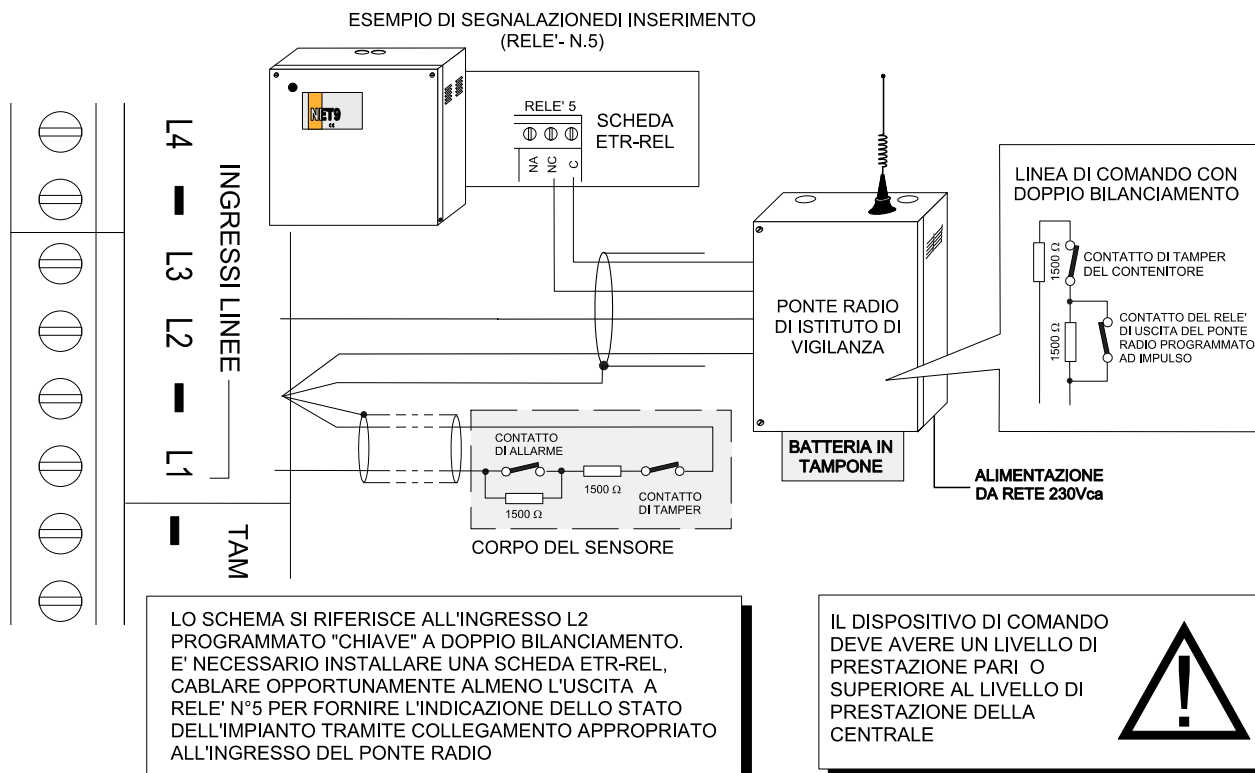 ESEMPIO DI SEGNALAZIONEDI INSERIMENTO
(RELE'- N.5)
NET9
RELE' 5
NA
NC
C
SCHEDA
ETR-REL
L4
L3
L2
L1
INGRESSI LINEE
TAM
LINEA DI COMANDO CON
DOPPIO BILANCIAMENTO
1500 Ω
CONTATTO DI TAMPER
DEL CONTENITORE
1500 Ω
CONTATTO DEL RELE'
DI USCITA DEL PONTE
RADIO PROGRAMMATO
AD IMPULSO
PONTE RADIO
DI ISTITUTO DI
VIGILANZA
BATTERIA IN
TAMPONE
ALIMENTAZIONE
DA RETE 230Vca
CONTATTO
DI ALLARME
1500 Ω
1500 Ω
CONTATTO
DI TAMPER
CORPO DEL SENSORE
LO SCHEMA SI RIFERISCE ALL'INGRESSO L2
PROGRAMMATO "CHIAVE" A DOPPIO BILANCIAMENTO.
E' NECESSARIO INSTALLARE UNA SCHEDA ETR-REL,
CABLARE OPPORTUNAMENTE ALMENO L'USCITA A
RELE' N°5 PER FORNIRE L'INDICAZIONE DELLO STATO
DELL'IMPIANTO TRAMITE COLLEGAMENTO APPROPRIATO
ALL'INGRESSO DEL PONTE RADIO
IL DISPOSITIVO DI COMANDO
DEVE AVERE UN LIVELLO DI
PRESTAZIONE PARI O
SUPERIORE AL LIVELLO DI
PRESTAZIONE DELLA
CENTRALE
!